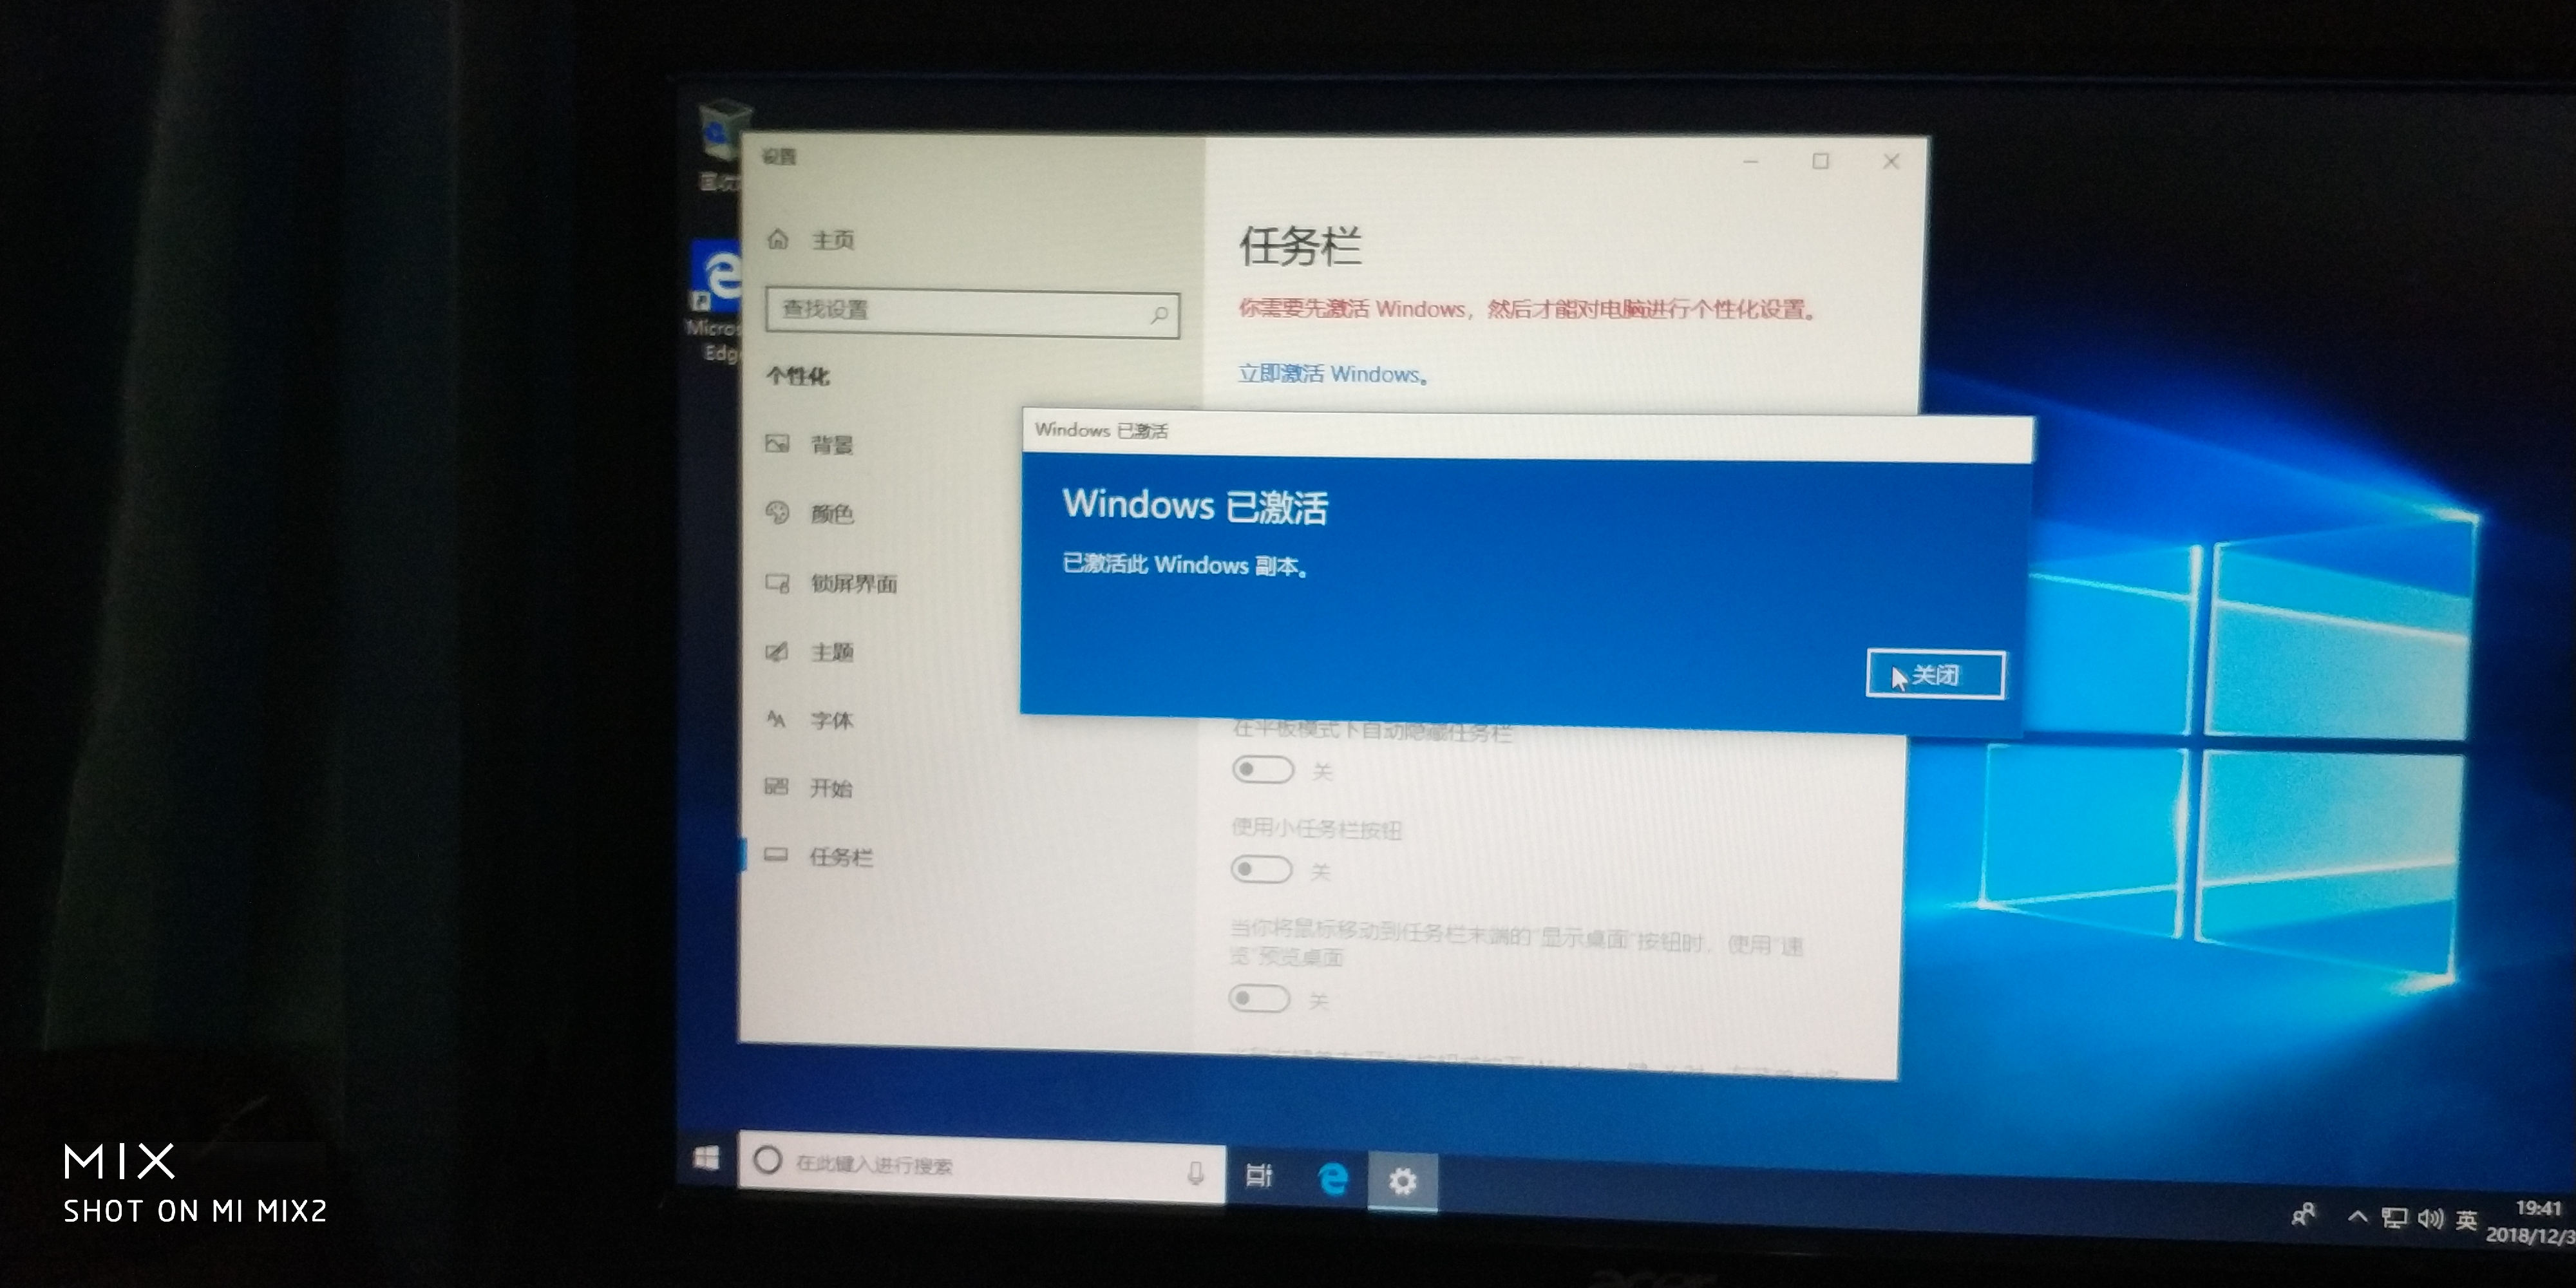 设置
主页
查找设置
个性化
背景
颜色
锁屏界面
主题
字体
开始
任务栏
任务栏
你需要先激活 Windows，然后才能对电脑进行个性化设置。
立即激活 Windows。
Windows 已激活
Windows 已激活
已激活此 Windows 副本。
关闭
在平板模式下自动隐藏任务栏
关
使用小任务栏按钮
关
当你将鼠标移动到任务栏末端的"显示桌面"按钮时，使用"速
览"预览桌面
关
Edg
在此键入进行搜索
英
19:41
2018/12/3
acer
MIX
SHOT ON MI MIX2